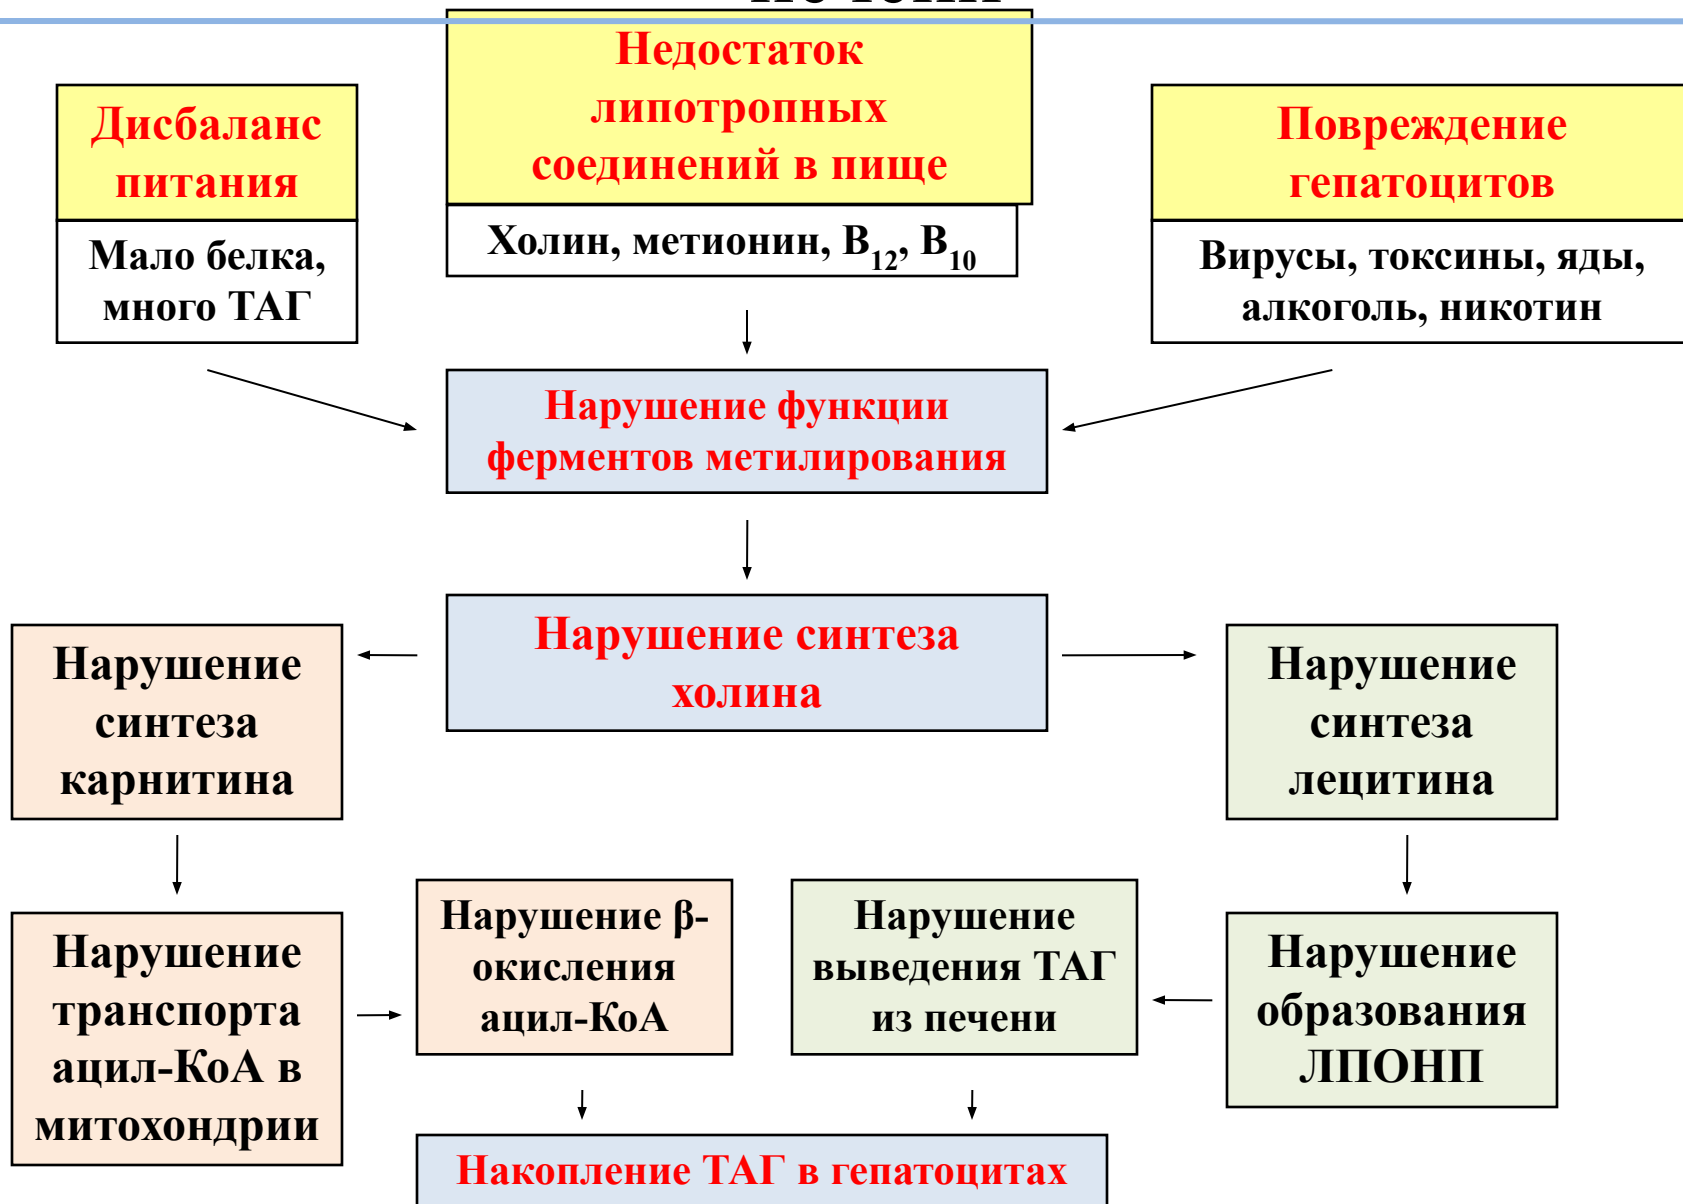 Недостаток
липотропных
соединений в пище
Холин, метионин, В12, В10
Дисбаланс
питания
Мало белка,
много ТАГ
Повреждение
гепатоцитов
Вирусы, токсины, яды,
алкоголь, никотин
Нарушение функции
ферментов метилирования
Нарушение синтеза
холина
Нарушение
синтеза
карнитина
Нарушение
синтеза
лецитина
Нарушение
транспорта
ацил-КоА в
митохондрии
Нарушение β-
окисления
ацил-КоА
Нарушение
выведения ТАГ
из печени
Нарушение
образования
ЛПОНП
Накопление ТАГ в гепатоцитах